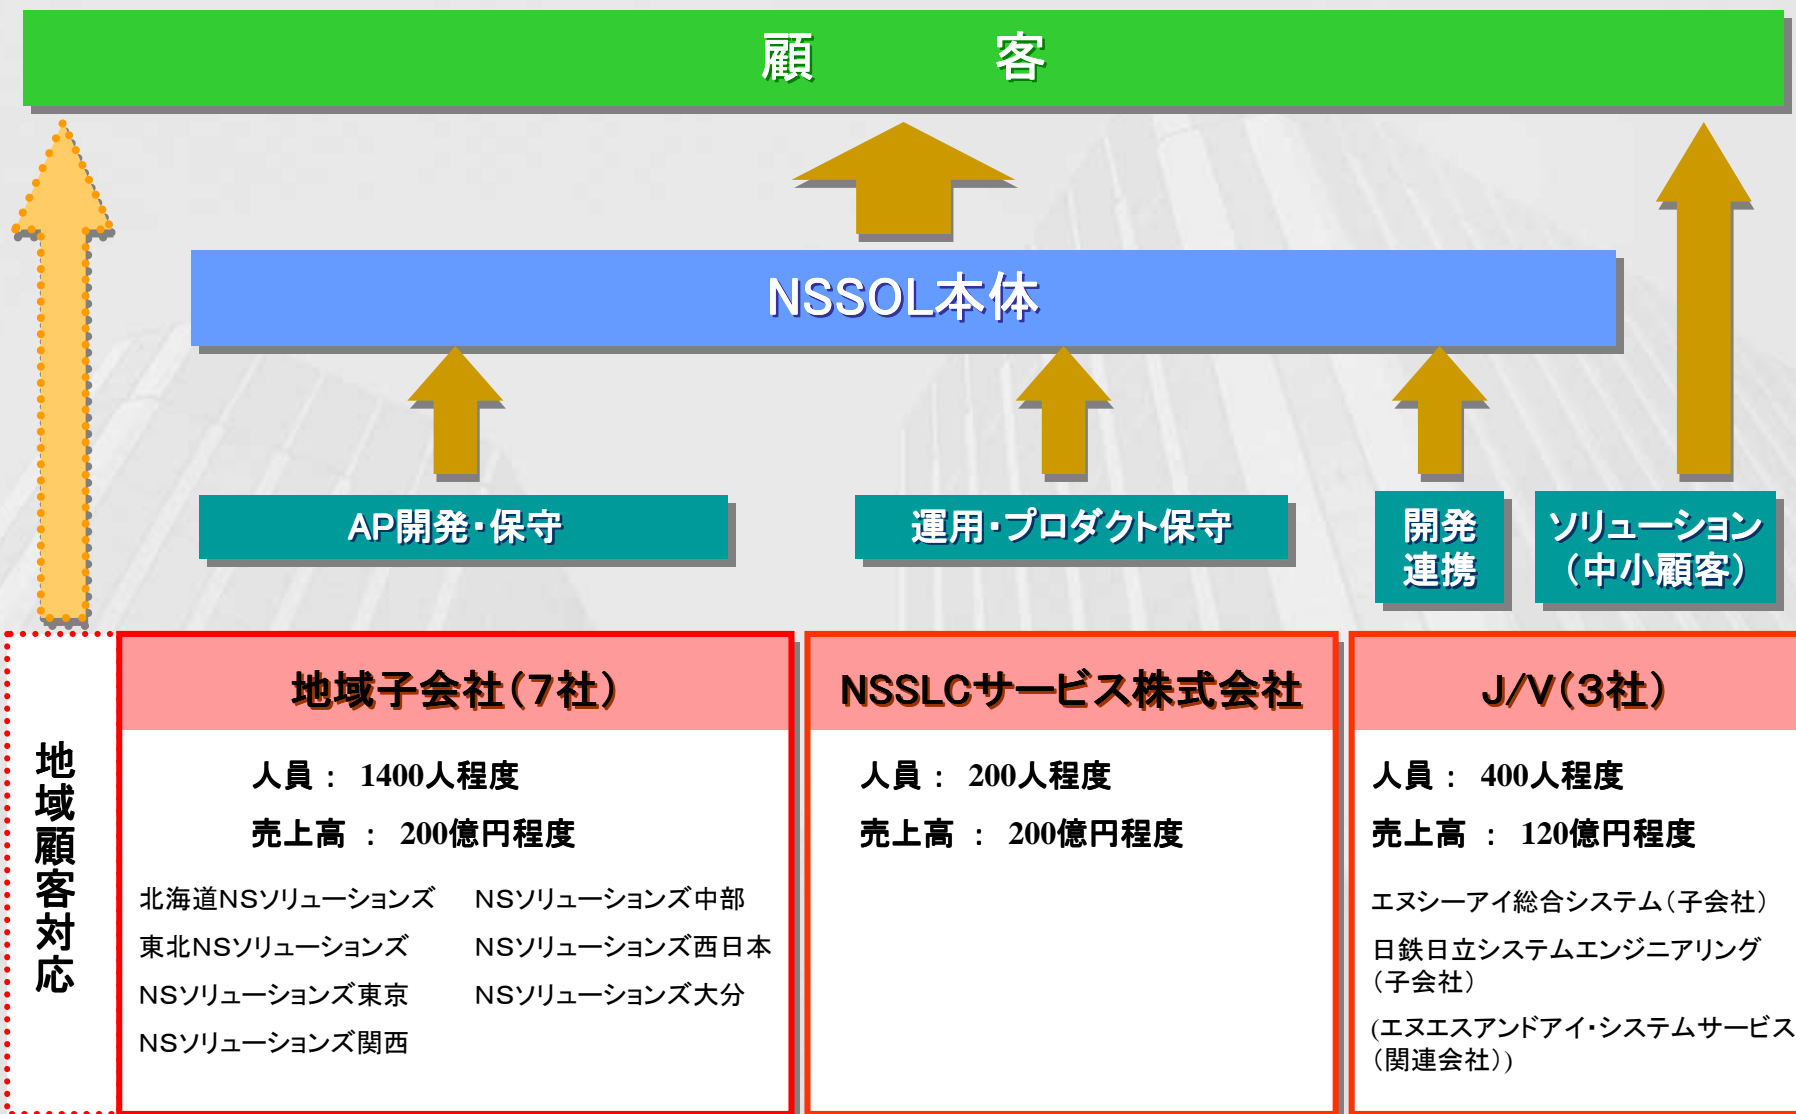 顧　客
NSSOL本体
AP開発・保守
運用・プロダクト保守
開発
連携
ソリューション
（中小顧客）
地域顧客対応
地域子会社（７社）
人員： 1400人程度
売上高 ： 200億円程度
北海道NSソリューションズ
東北NSソリューションズ
NSソリューションズ東京
NSソリューションズ関西
NSソリューションズ中部
NSソリューションズ西日本
NSソリューションズ大分
NSSLCサービス株式会社
人員： 200人程度
売上高 ： 200億円程度
J/V（３社）
人員： 400人程度
売上高 ： 120億円程度
エヌシーアイ総合システム（子会社）
日鉄日立システムエンジニアリング
（子会社）
(エヌエスアンドアイ・システムサービス
（関連会社）)